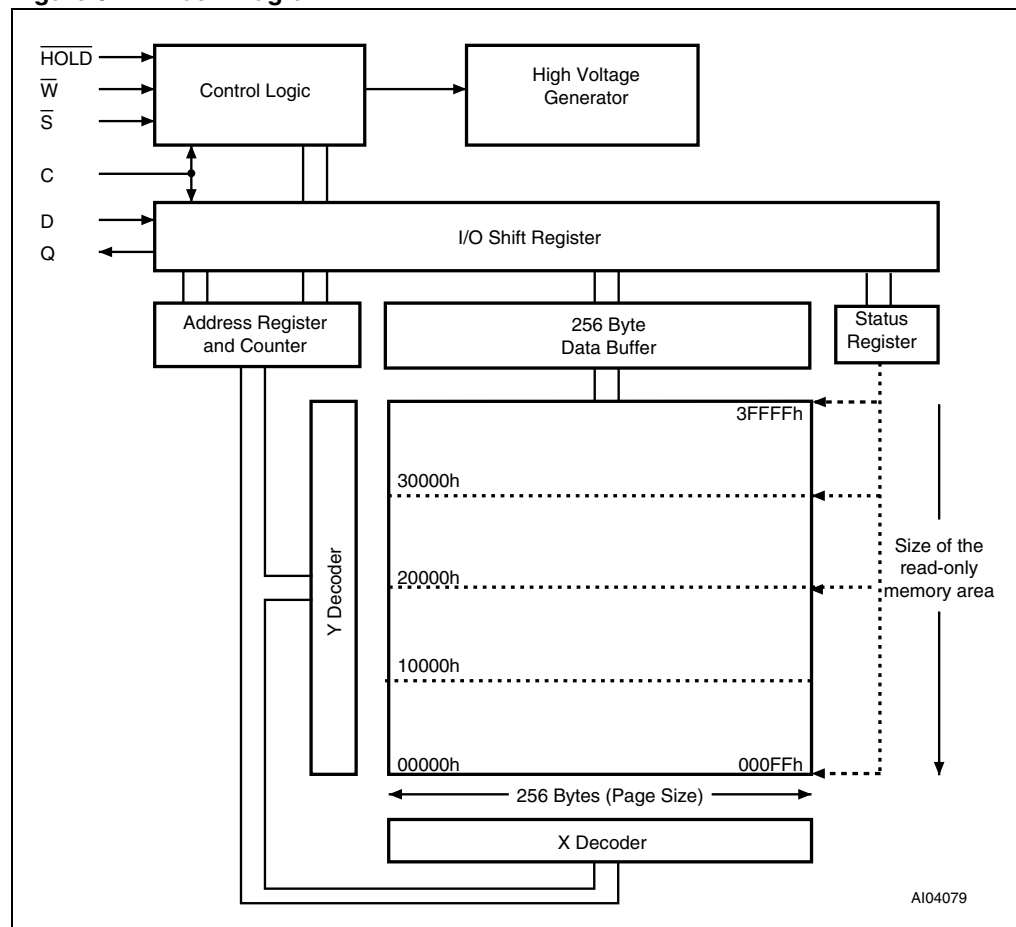 HOLD
W
S
C
D
Q
Control Logic
High Voltage
Generator
I/O Shift Register
Address Register
and Counter
256 Byte
Data Buffer
Status
Register
3FFFFh
30000h
20000h
10000h
00000h
000FFh
Y Decoder
Size of the
read-only
memory area
256 Bytes (Page Size)
X Decoder
AI04079